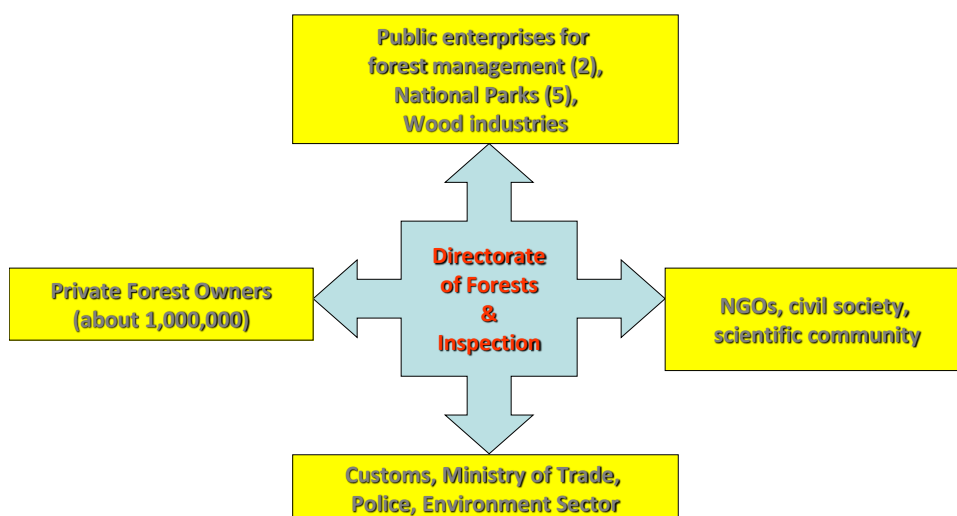 Public enterprises for
forest management (2),
National Parks (5),
Wood industries
Directorate
of Forests
&
Inspection
Private Forest Owners
(about 1,000,000)
NGOs, civil society,
scientific community
Customs, Ministry of Trade,
Police, Environment Sector